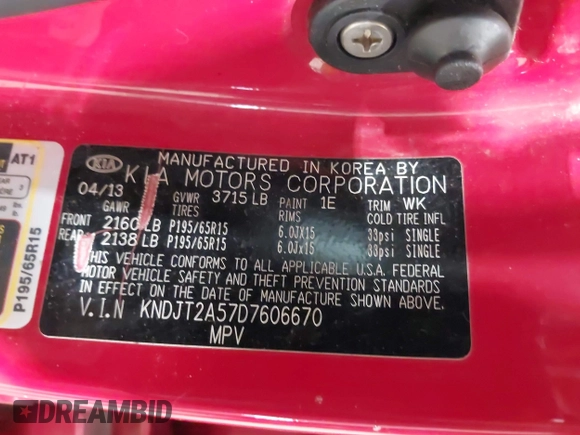 MANUFACTURED IN KOREA BY
KIA KIA MOTORS CORPORATION
04/13 GVWR 3715 LB PAINT 1E TRIM WK
GAWR TIRES RIMS COLD TIRE INFL
FRONT 2160 LB P195/65R15 6.0Jx15 33psi SINGLE
REAR 2138 LB P195/65R15 6.0Jx15 33psi SINGLE
THIS VEHICLE CONFORMS TO ALL APPLICABLE U.S.A. FEDERAL
MOTOR VEHICLE SAFETY AND THEFT PREVENTION STANDARDS
IN EFFECT ON THE DATE OF MANUFACTURE SHOWN ABOVE.
V.I.N KNDJT2A57D7606670
MPV
AT1
P195/65R15
DREAMBID